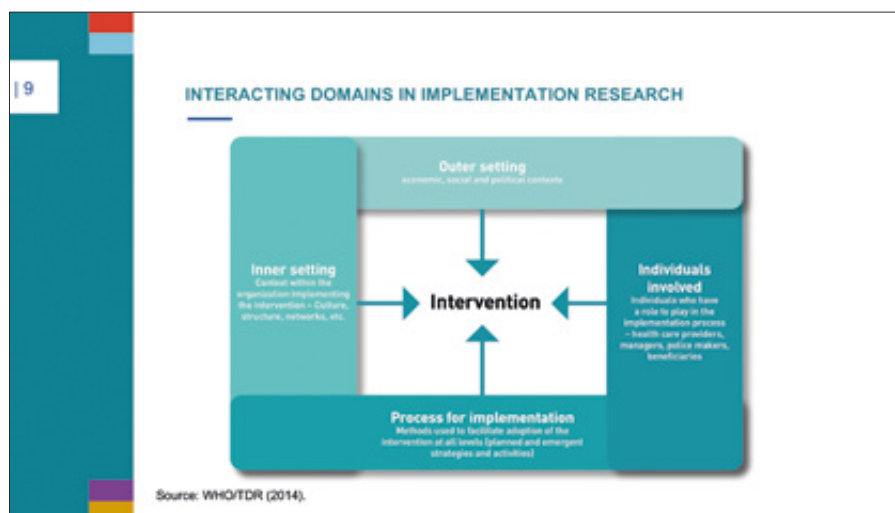 | 9
INTERACTING DOMAINS IN IMPLEMENTATION RESEARCH
Outer setting
economic, social and political contexts
Inner setting
Context within the
organization implementing
the intervention – Culture,
structure, networks, etc.
Intervention
Individuals
involved
Individuals who have
a role to play in the
implementation process
– health care providers,
managers, police makers,
beneficiaries
Process for implementation
Methods used to facilitate adoption of the
intervention at all levels (planned and emergent
strategies and activities)
Source: WHO/TDR (2014).